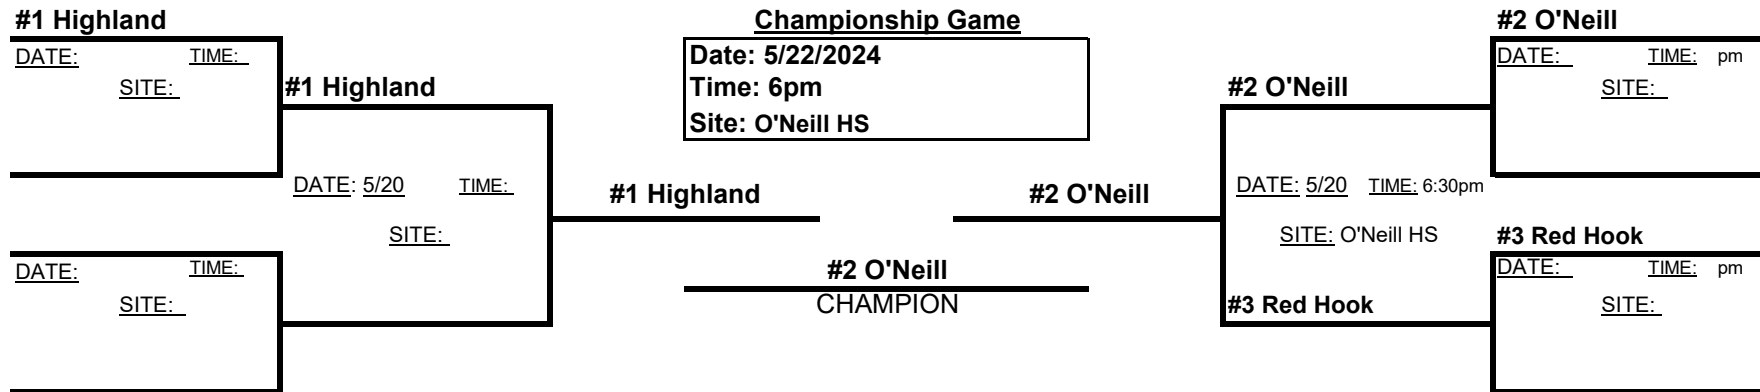 #1 Highland
Championship Game
#2 O'Neill
DATE: TIME:
Date: 5/22/2024
DATE: TIME: pm
SITE:
#1 Highland
Time: 6pm
#2 O'Neill
SITE:
Site: O'Neill HS
DATE: 5/20 TIME:
#1 Highland
#2 O'Neill
DATE: 5/20 TIME: 6:30pm
SITE:
SITE: O'Neill HS
#3 Red Hook
DATE: TIME:
#2 O'Neill
DATE: TIME: pm
SITE:
CHAMPION
#3 Red Hook
SITE: